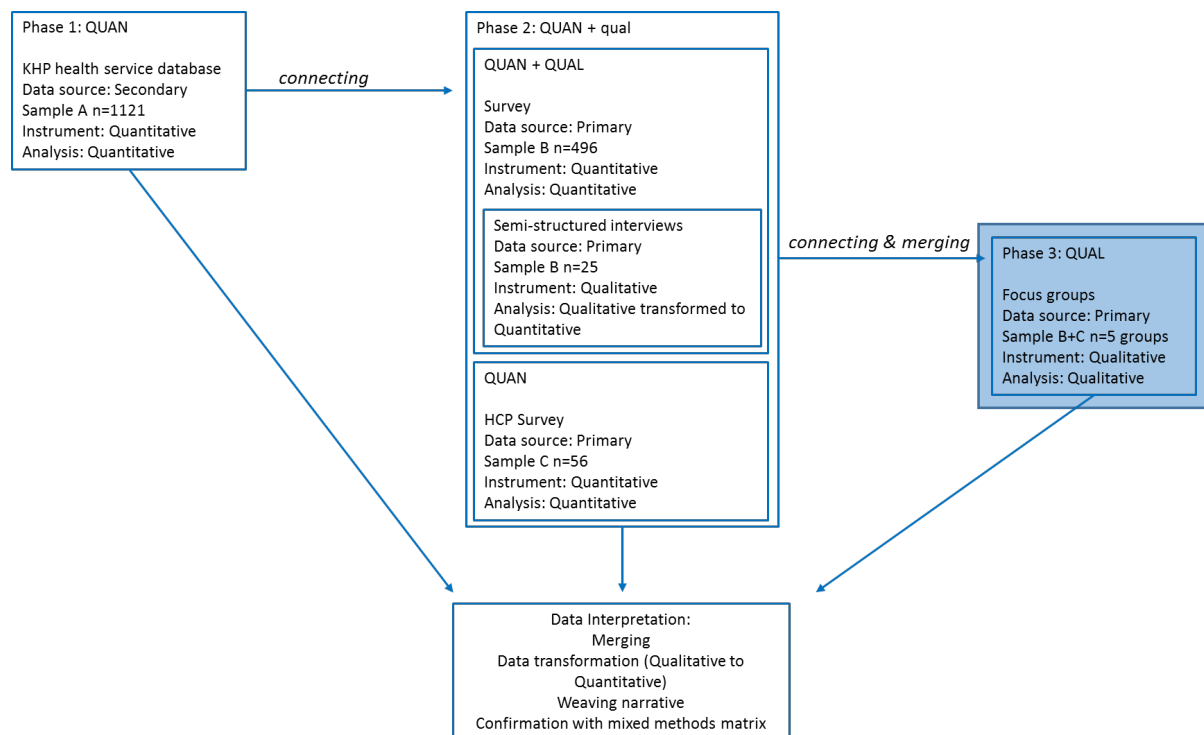 Phase 1: QUAN
KHP health service database
Data source: Secondary
Sample A n=1121
Instrument: Quantitative
Analysis: Quantitative
connecting
Phase 2: QUAN + qual
QUAN + QUAL
Survey
Data source: Primary
Sample B n=496
Instrument: Quantitative
Analysis: Quantitative
Semi-structured interviews
Data source: Primary
Sample B n=25
Instrument: Qualitative
Analysis: Qualitative transformed to
Quantitative
QUAN
HCP Survey
Data source: Primary
Sample C n=56
Instrument: Quantitative
Analysis: Quantitative
connecting & merging
Phase 3: QUAL
Focus groups
Data source: Primary
Sample B+C n=5 groups
Instrument: Qualitative
Analysis: Qualitative
Data Interpretation:
Merging
Data transformation (Qualitative to
Quantitative)
Weaving narrative
Confirmation with mixed methods matrix